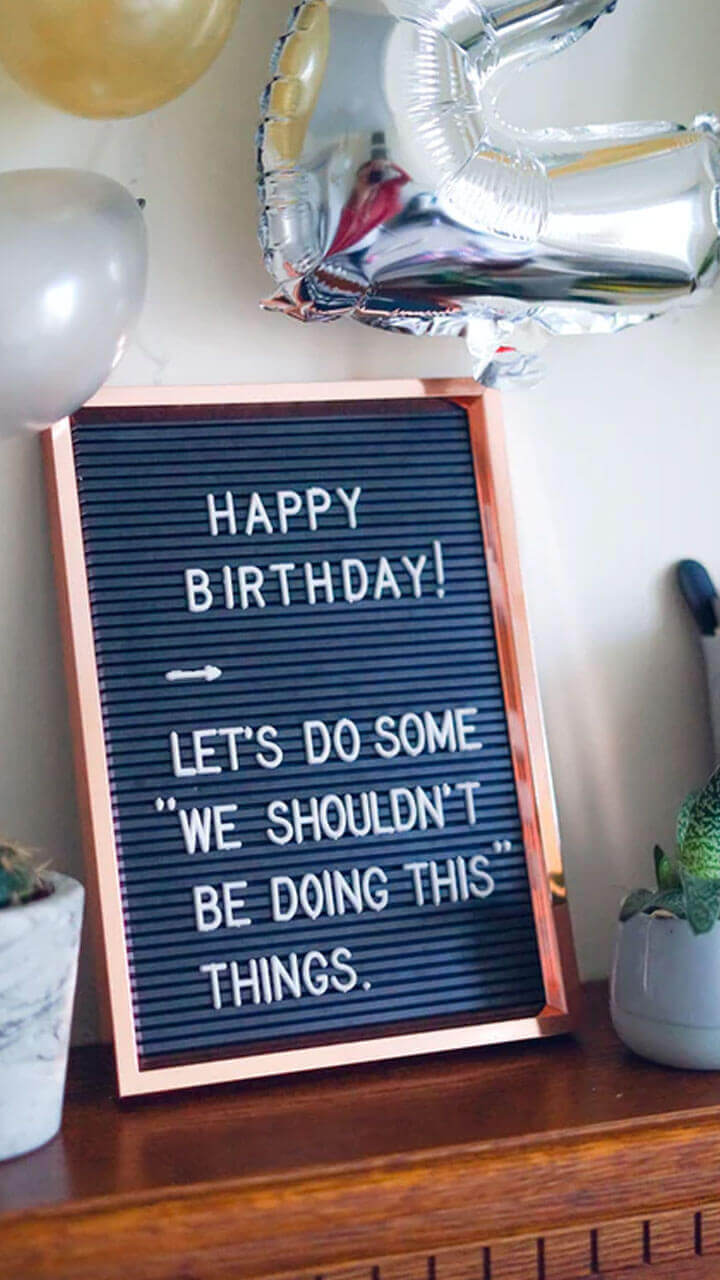 HAPPY
BIRTHDAY!
LET'S DO SOME
"WE SHOULDN'T
BE DOING THIS"
THINGS.